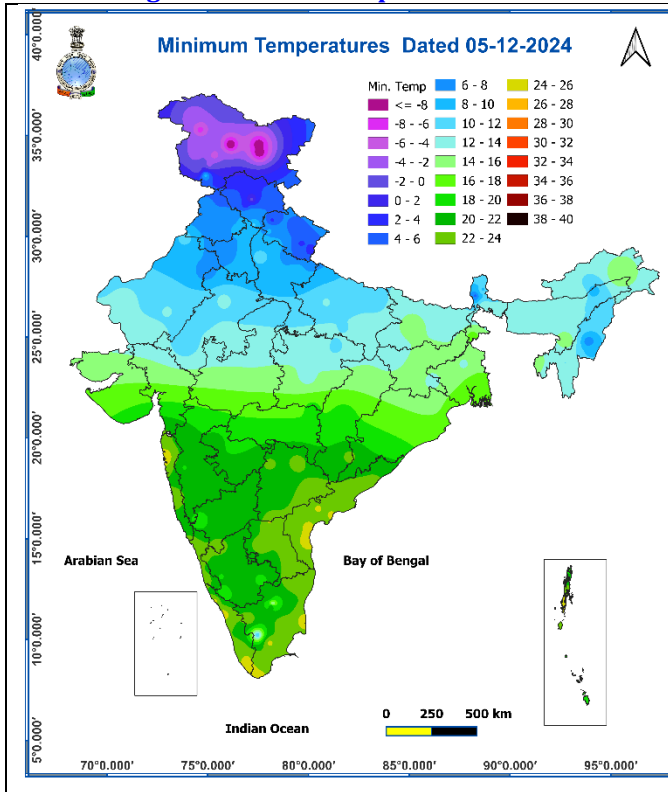 Minimum Temperatures Dated 05-12-2024
Min. Temp
<= -8
-8 - -6
-6 - -4
-4 - -2
-2 - 0
0 - 2
2 - 4
4 - 6
6 - 8
8 - 10
10 - 12
12 - 14
14 - 16
16 - 18
18 - 20
20 - 22
22 - 24
24 - 26
26 - 28
28 - 30
30 - 32
32 - 34
34 - 36
36 - 38
38 - 40
40°0.000'
35°0.000'
30°0.000'
25°0.000'
20°0.000'
15°0.000'
10°0.000'
5°0.000'
Arabian Sea
Bay of Bengal
Indian Ocean
0 250 500 km
70°0.000' 75°0.000' 80°0.000' 85°0.000' 90°0.000' 95°0.000'